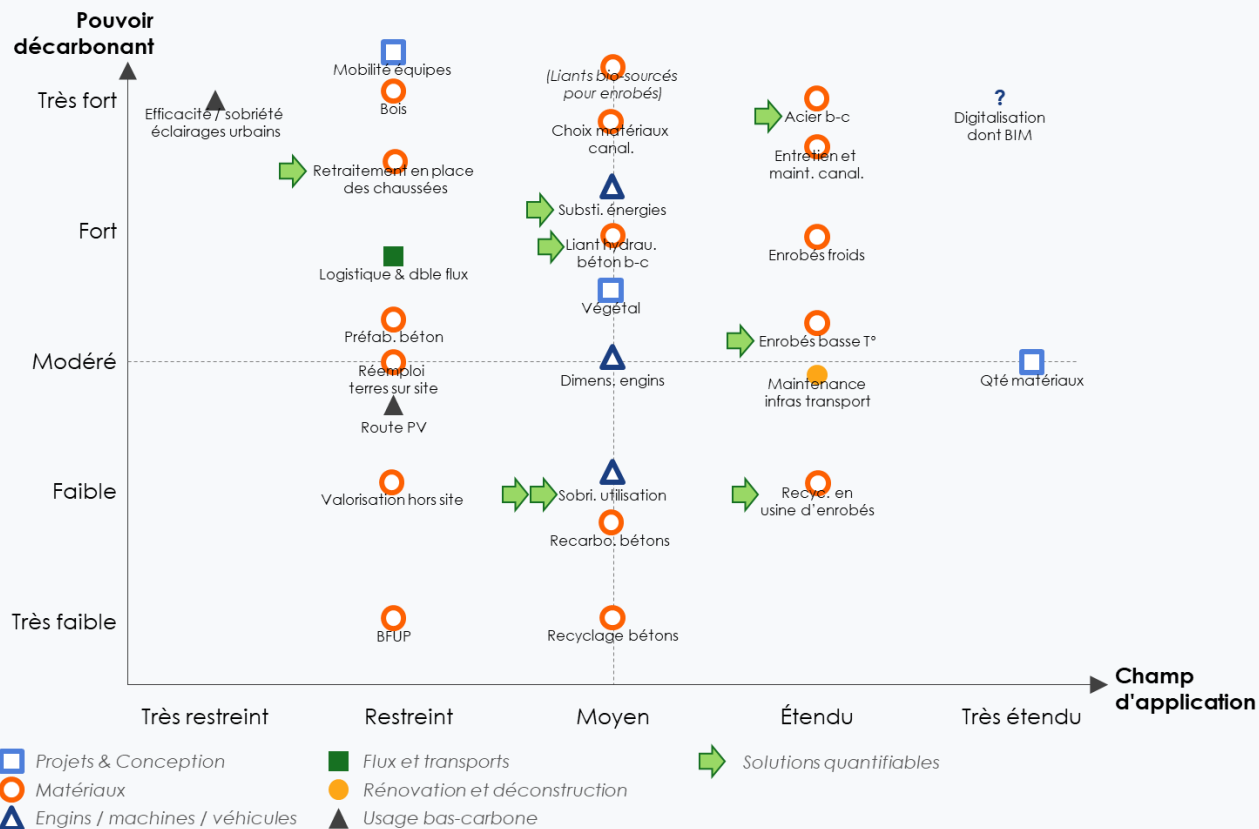 Pouvoir
décarbonant
Mobilité équipes
(Liants bio-sourcés
pour enrobés)
Très fort
Efficacité / sobriété
éclairages urbains
Bois
Choix matériaux
canal.
Acier b-c
?
Digitalisation
dont BIM
Retraitement en place
des chaussées
Entretien et
maint. canal.
Substi. énergies
Fort
Liant hydrau.
béton b-c
Enrobés froids
Logistique & dble flux
Végétal
Préfab. béton
Enrobés basse T°
Modéré
Réemploi
terres sur site
Dimens. engins
Maintenance
infras transport
Qté matériaux
Route PV
Faible
Valorisation hors site
Sobri. utilisation
Recyc. en
usine d'enrobés
Recarbo. bétons
Très faible
BFUP
Recyclage bétons
Champ
d'application
Très restreint
Restreint
Moyen
Étendu
Très étendu
Projets & Conception
Flux et transports
Solutions quantifiables
Matériaux
Rénovation et déconstruction
Engins / machines / véhicules
Usage bas-carbone